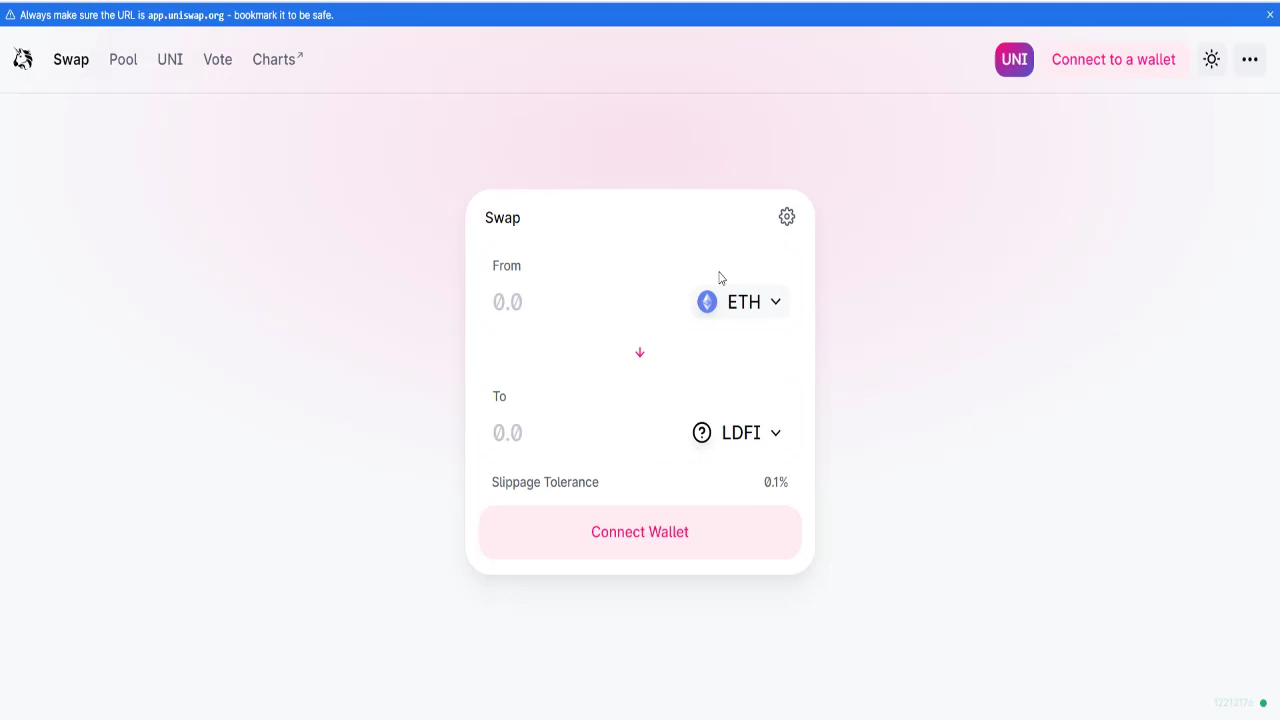 Always make sure the URL is app.uniswap.org - bookmark it to be safe.
Swap Pool UNI Vote Charts↗ UNI Connect to a wallet
Swap
From
0.0 ETH
To
0.0 LDFI
Slippage Tolerance 0.1%
Connect Wallet